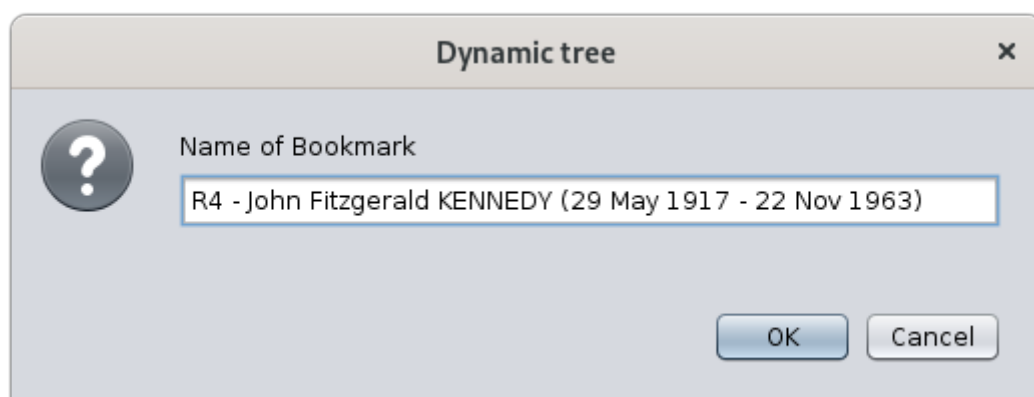 Dynamic tree
Name of Bookmark
R4 - John Fitzgerald KENNEDY (29 May 1917 - 22 Nov 1963)
OK Cancel